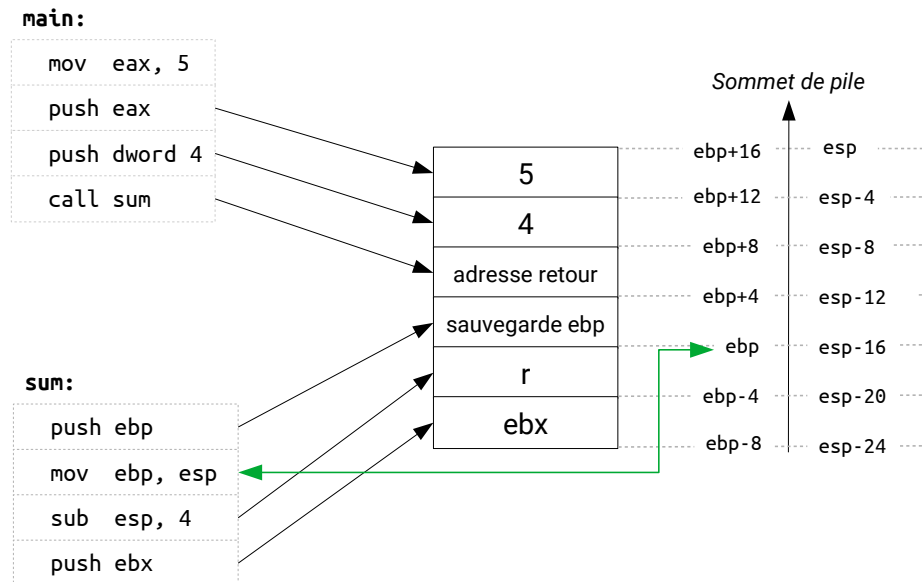 main:
mov eax, 5
push eax
push dword 4
call sum
sum:
push ebp
mov ebp, esp
sub esp, 4
push ebx
5
4
adresse retour
sauvegarde ebp
r
ebx
Sommet de pile
ebp+16 esp
ebp+12 esp-4
ebp+8 esp-8
ebp+4 esp-12
ebp esp-16
ebp-4 esp-20
ebp-8 esp-24